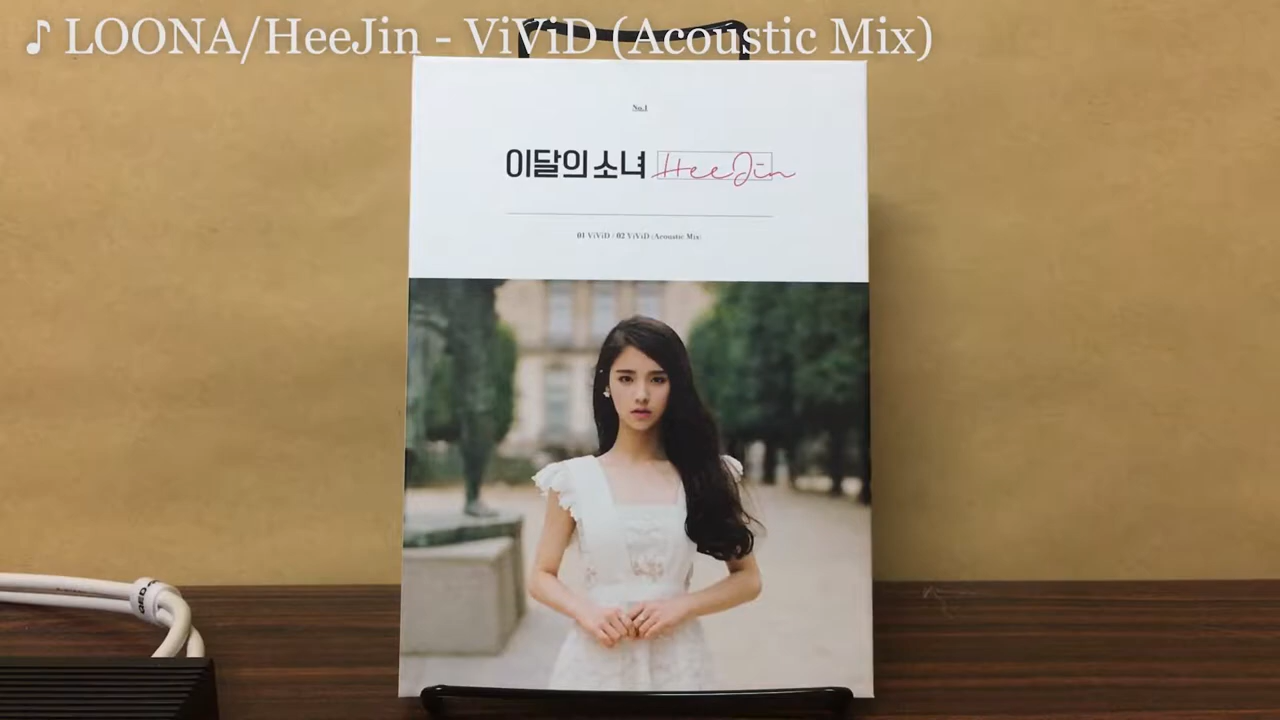 ♪ LOONA/HeeJin - ViViD (Acoustic Mix)
No.1
이달의 소녀 HeeJin
01 ViViD / 02 ViViD (Acoustic Mix)
QED